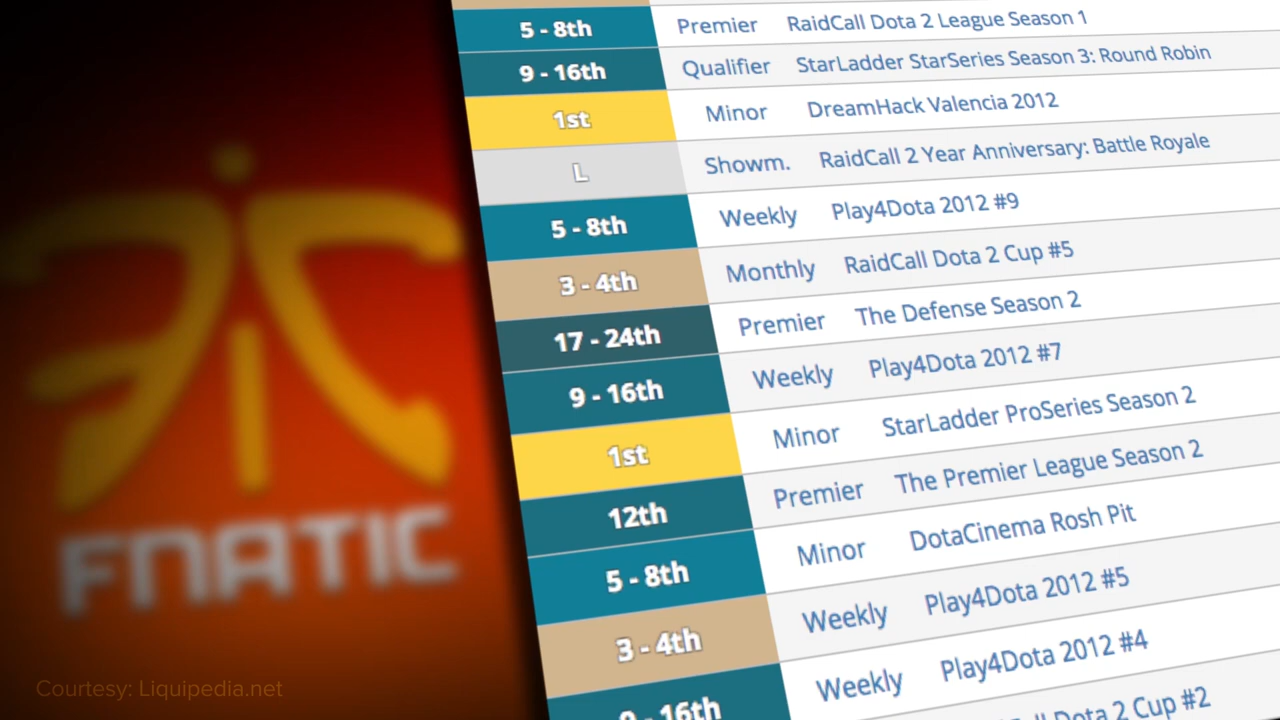 5 - 8th Premier RaidCall Dota 2 League Season 1
9 - 16th Qualifier StarLadder StarSeries Season 3: Round Robin
1st Minor DreamHack Valencia 2012
L Showm. RaidCall 2 Year Anniversary: Battle Royale
5 - 8th Weekly Play4Dota 2012 #9
3 - 4th Monthly RaidCall Dota 2 Cup #5
17 - 24th Premier The Defense Season 2
9 - 16th Weekly Play4Dota 2012 #7
1st Minor StarLadder ProSeries Season 2
12th Premier The Premier League Season 2
5 - 8th Minor DotaCinema Rosh Pit
3 - 4th Weekly Play4Dota 2012 #5
9 - 16th Weekly Play4Dota 2012 #4
Dota 2 Cup #2
FNATIC
Courtesy: Liquipedia.net